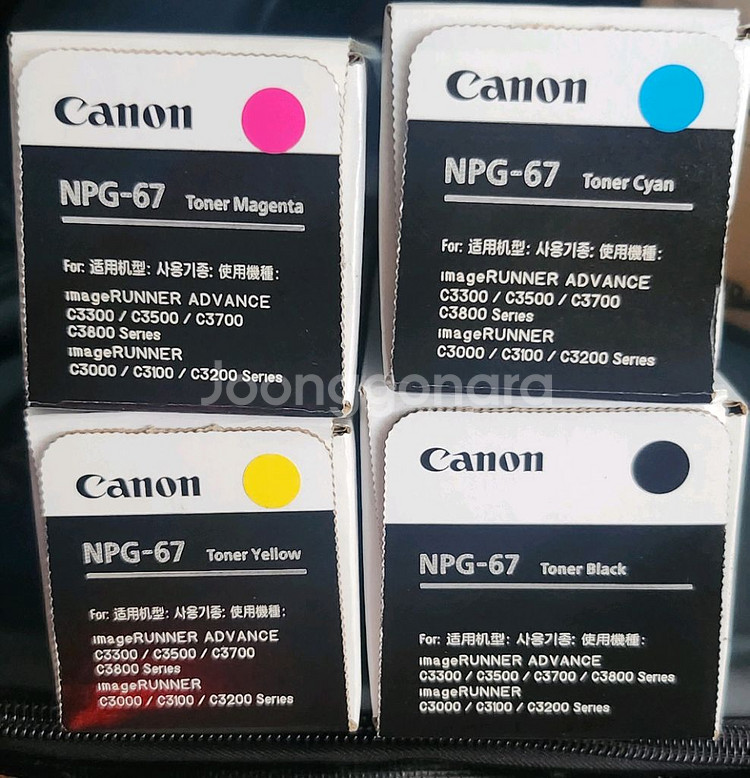 Canon
NPG-67 Toner Magenta
For: 适用机型: 사용기종: 使用機種:
imageRUNNER ADVANCE
C3300 / C3500 / C3700
C3800 Series
imageRUNNER
C3000 / C3100 / C3200 Series
Canon
NPG-67 Toner Cyan
For: 适用机型: 사용기종: 使用機種:
imageRUNNER ADVANCE
C3300 / C3500 / C3700
C3800 Series
imageRUNNER
C3000 / C3100 / C3200 Series
Joonggonara
Canon
NPG-67 Toner Yellow
For: 适用机型: 사용기종: 使用機種:
imageRUNNER ADVANCE
C3300 / C3500 / C3700
C3800 Series
imageRUNNER
C3000 / C3100 / C3200 Series
Canon
NPG-67 Toner Black
For: 适用机型: 사용기종: 使用機種:
imageRUNNER ADVANCE
C3300 / C3500 / C3700 / C3800 Series
imageRUNNER
C3000 / C3100 / C3200 Series